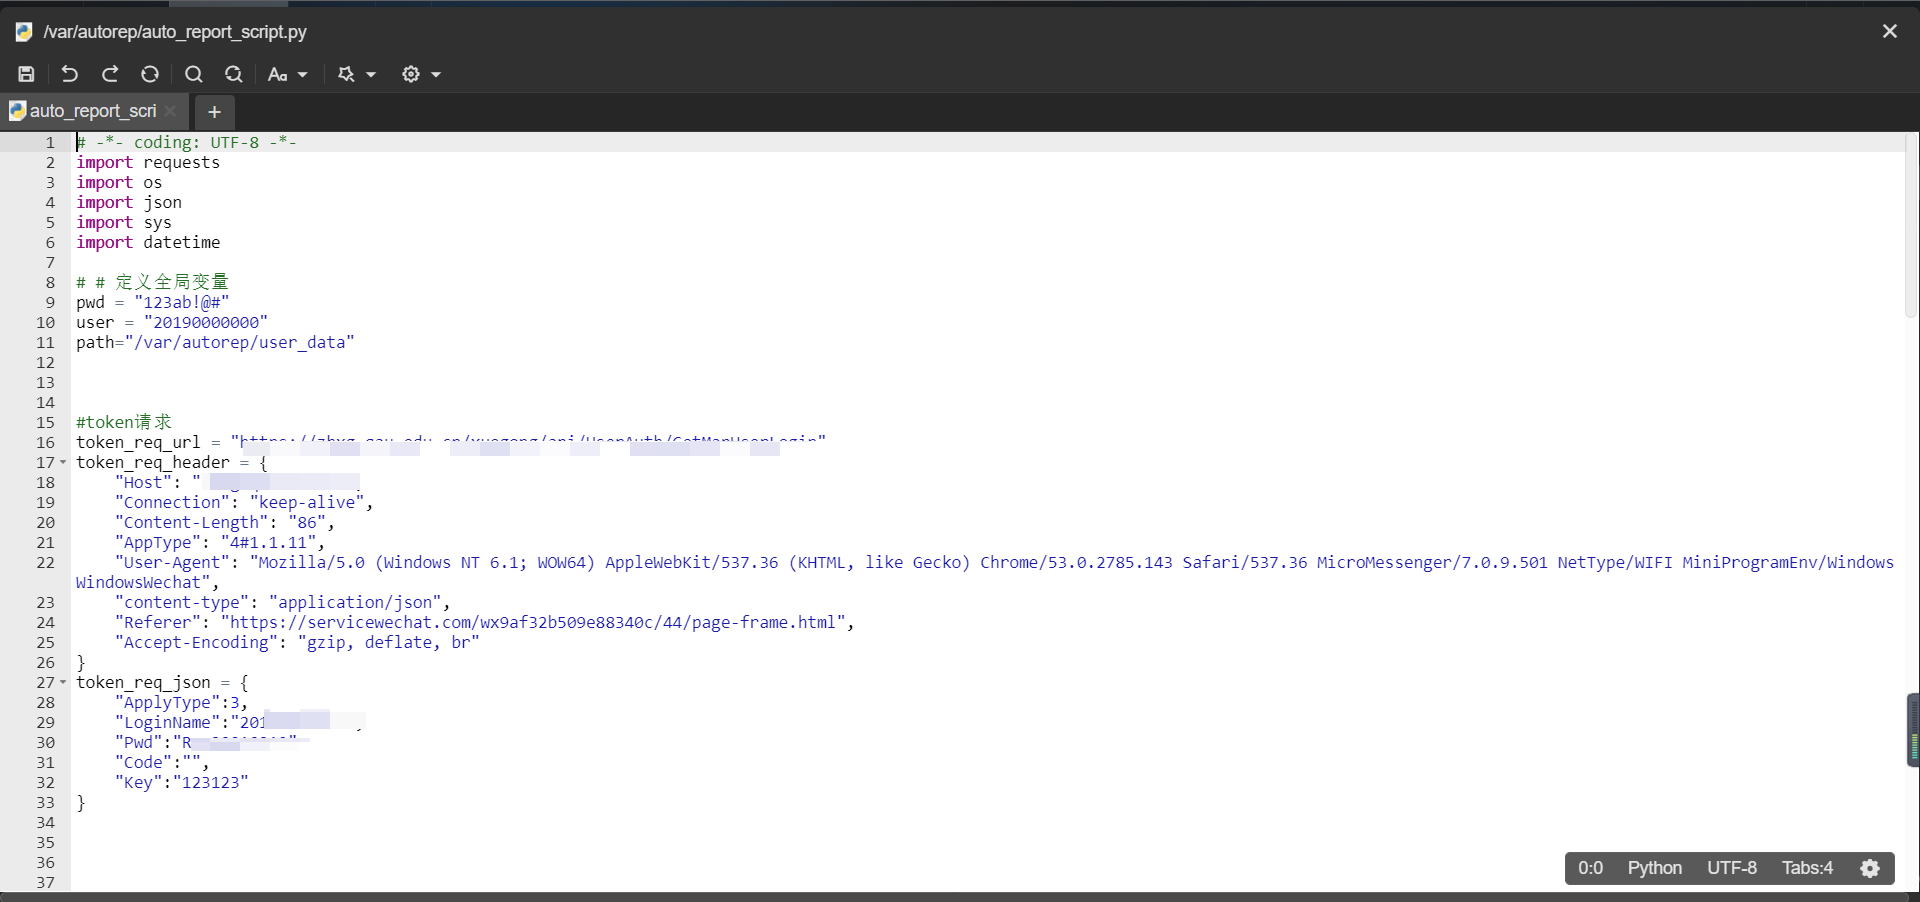 /var/autorep/auto_report_script.py
Aa
auto_report_scri
1 # -*- coding: UTF-8 -*-
2 import requests
3 import os
4 import json
5 import sys
6 import datetime
7
8 # # 定义全局变量
9 pwd = "123ab!@#"
10 user = "20190000000"
11 path="/var/autorep/user_data"
12
13
14
15 #token请求
16 token_req_url = "
17 token_req_header = {
18 "Host": "
19 "Connection": "keep-alive",
20 "Content-Length": "86",
21 "AppType": "4#1.1.11",
22 "User-Agent": "Mozilla/5.0 (Windows NT 6.1; WOW64) AppleWebKit/537.36 (KHTML, like Gecko) Chrome/53.0.2785.143 Safari/537.36 MicroMessenger/7.0.9.501 NetType/WIFI MiniProgramEnv/Windows
WindowsWechat",
23 "content-type": "application/json",
24 "Referer": "https://servicewechat.com/wx9af32b509e88340c/44/page-frame.html",
25 "Accept-Encoding": "gzip, deflate, br"
26 }
27 token_req_json = {
28 "ApplyType":3,
29 "LoginName":"201
30 "Pwd":"R
31 "Code":"",
32 "Key":"123123"
33 }
34
35
36
37
0:0 Python UTF-8 Tabs:4